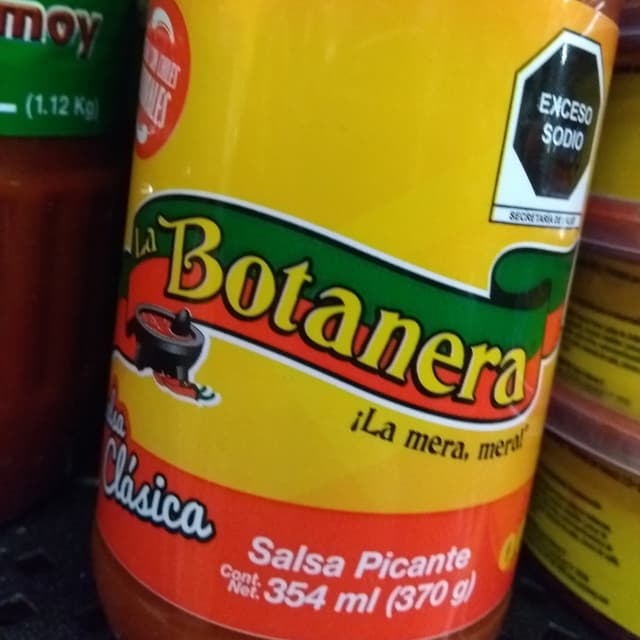 moy
(1.12 Kg)
EXCESO
SODIO
SECRETARÍA DE
La
Botanera
¡La mera, mera!
Clásica
Salsa Picante
Cont.
Net. 354 ml (370 g)